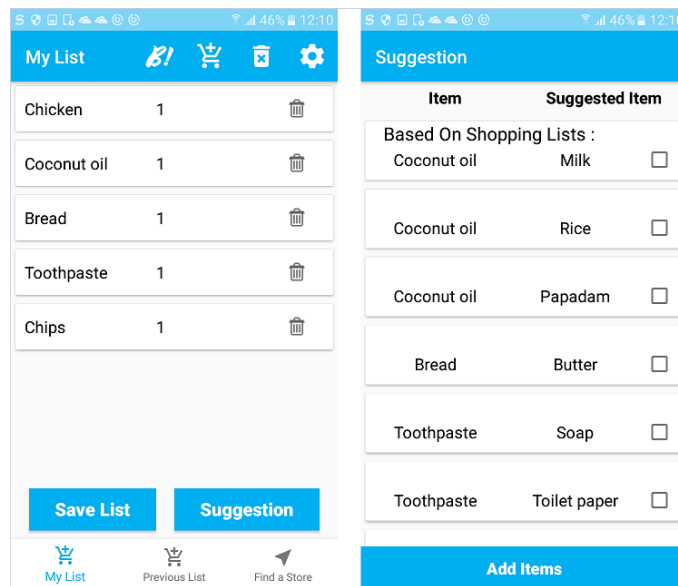 S 46% 12:10
My List B!
Chicken 1
Coconut oil 1
Bread 1
Toothpaste 1
Chips 1
Save List Suggestion
My List Previous List Find a Store
S 46% 12:10
Suggestion
Item Suggested Item
Based On Shopping Lists :
Coconut oil Milk
Coconut oil Rice
Coconut oil Papadam
Bread Butter
Toothpaste Soap
Toothpaste Toilet paper
Add Items